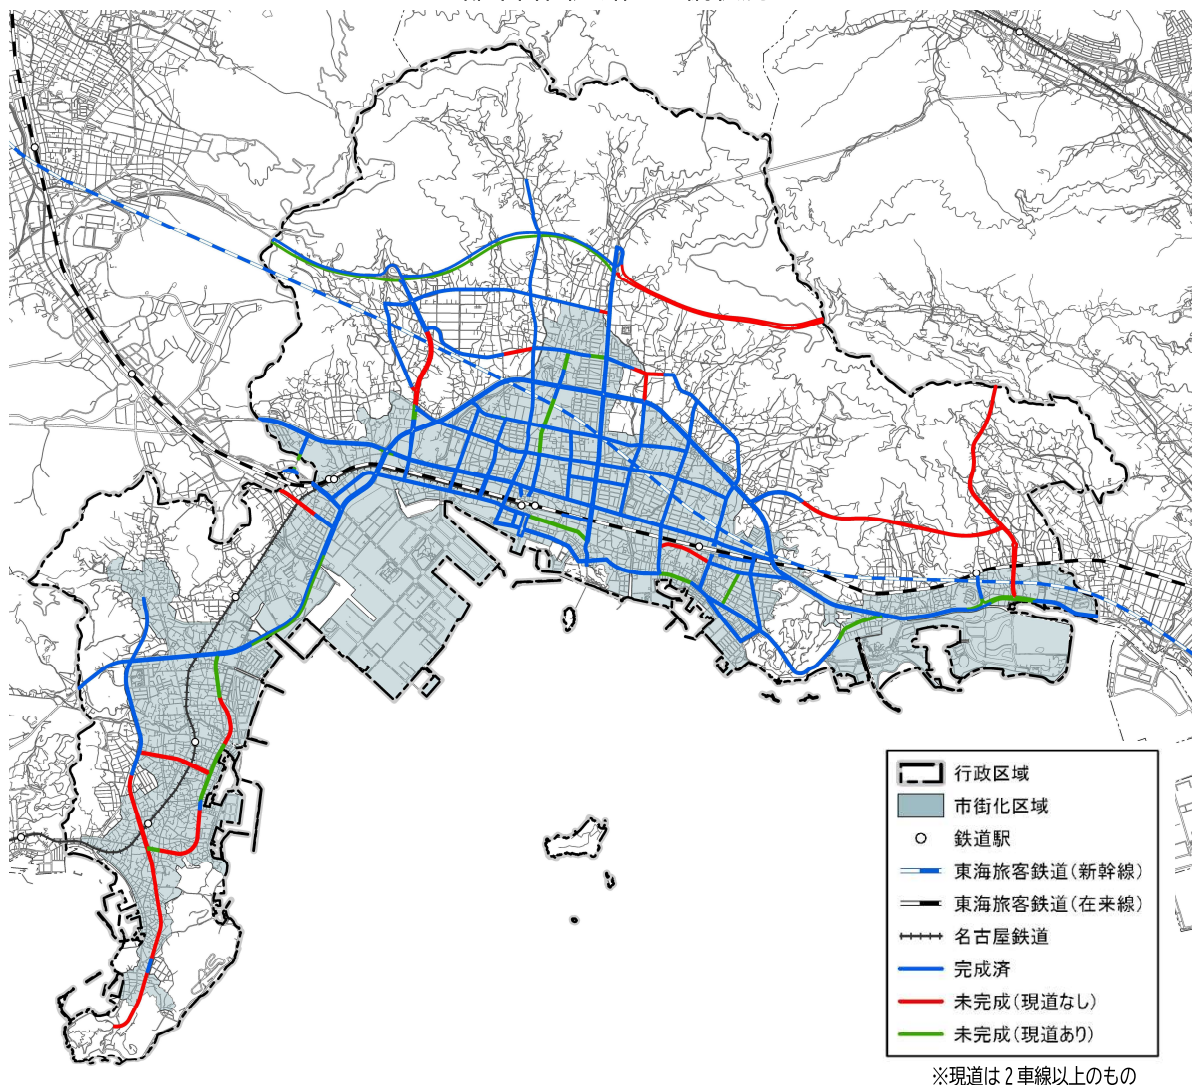 行政区域
市街化区域
鉄道駅
東海旅客鉄道(新幹線)
東海旅客鉄道(在来線)
名古屋鉄道
完成済
未完成(現道なし)
未完成(現道あり)
※現道は2車線以上のもの